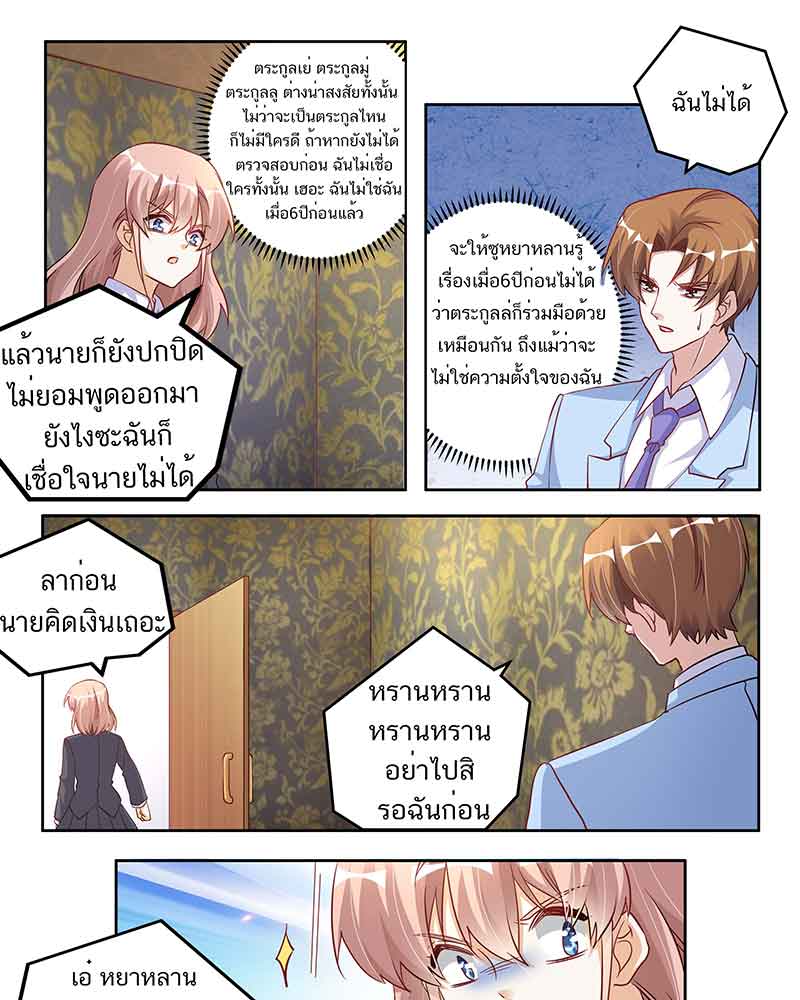 ตระกูลเย่ ตระกูลมู่
ตระกูลลู ต่างน่าสงสัยทั้งนั้น
ไม่ว่าจะเป็นตระกูลไหน
ก็ไม่มีใครดี ถ้าหากยังไม่ได้
ตรวจสอบก่อน ฉันไม่เชื่อ
ใครทั้งนั้น เฮอะ ฉันไม่ใช่ฉัน
เมื่อ6ปีก่อนแล้ว
แล้วนายก็ยังปกปิด
ไม่ยอมพูดออกมา
ยังไงซะฉันก็
เชื่อใจนายไม่ได้
ฉันไม่ได้
จะให้ซูหยาหลานรู้
เรื่องเมื่อ6ปีก่อนไม่ได้
ว่าตระกูลล่ก็ร่วมมือด้วย
เหมือนกัน ถึงแม้ว่าจะ
ไม่ใช่ความตั้งใจของฉัน
ลาก่อน
นายคิดเงินเถอะ
หรานหราน
หรานหราน
อย่าไปสิ
รอฉันก่อน
เอ๋ หยาหลาน